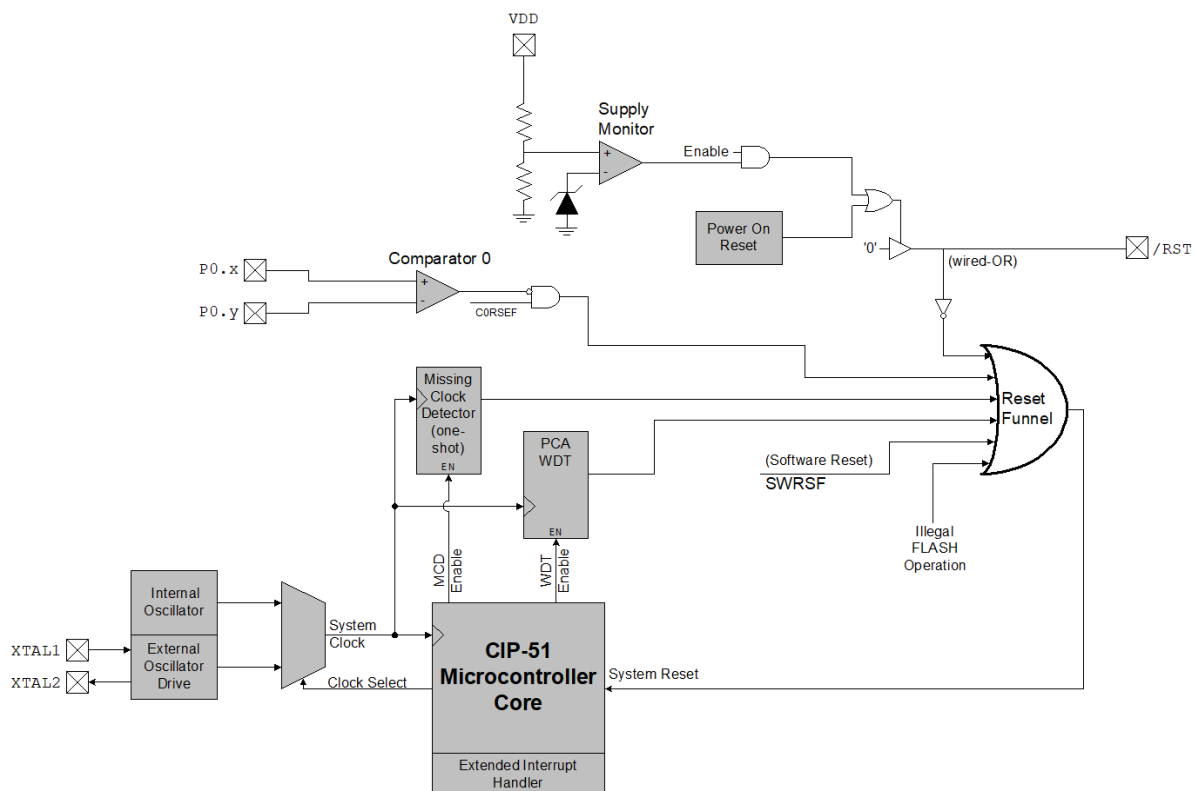 VDD
Supply
Monitor
+
-
Enable
Power On
Reset
'0'
/RST
(wired-OR)
P0.x
P0.y
Comparator 0
+
-
C0RSEF
Missing
Clock
Detector
(one-
shot)
EN
PCA
WDT
EN
Reset
Funnel
(Software Reset)
SWRSF
Illegal
FLASH
Operation
MCD
Enable
WDT
Enable
Internal
Oscillator
External
Oscillator
Drive
XTAL1
XTAL2
System
Clock
Clock Select
CIP-51
Microcontroller
Core
System Reset
Extended Interrupt
Handler